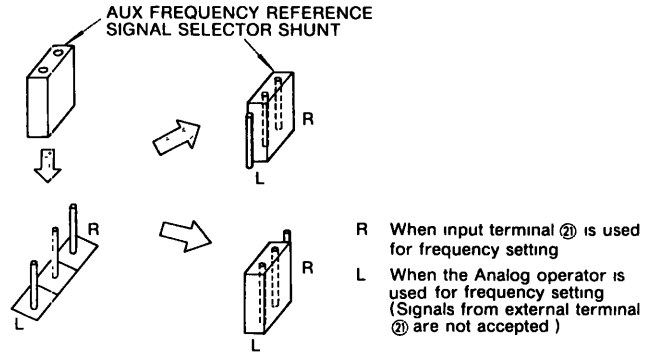 AUX FREQUENCY REFERENCE
SIGNAL SELECTOR SHUNT
R
L
R
L
R
L
R When input terminal ㉑ is used
for frequency setting
L When the Analog operator is
used for frequency setting
(Signals from external terminal
㉑ are not accepted )